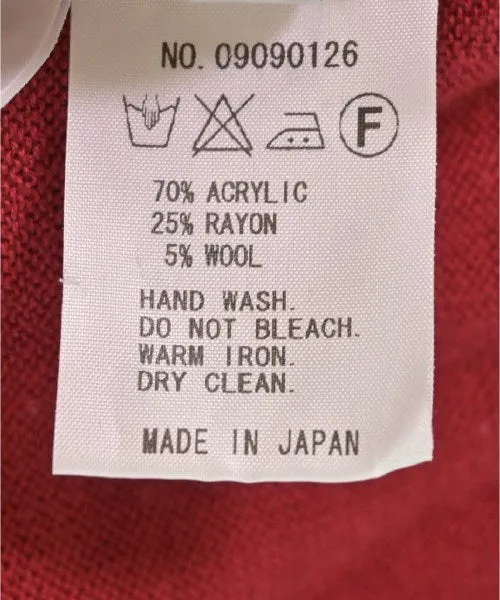 NO. 09090126
F
70% ACRYLIC
25% RAYON
5% WOOL
HAND WASH.
DO NOT BLEACH.
WARM IRON.
DRY CLEAN.
MADE IN JAPAN